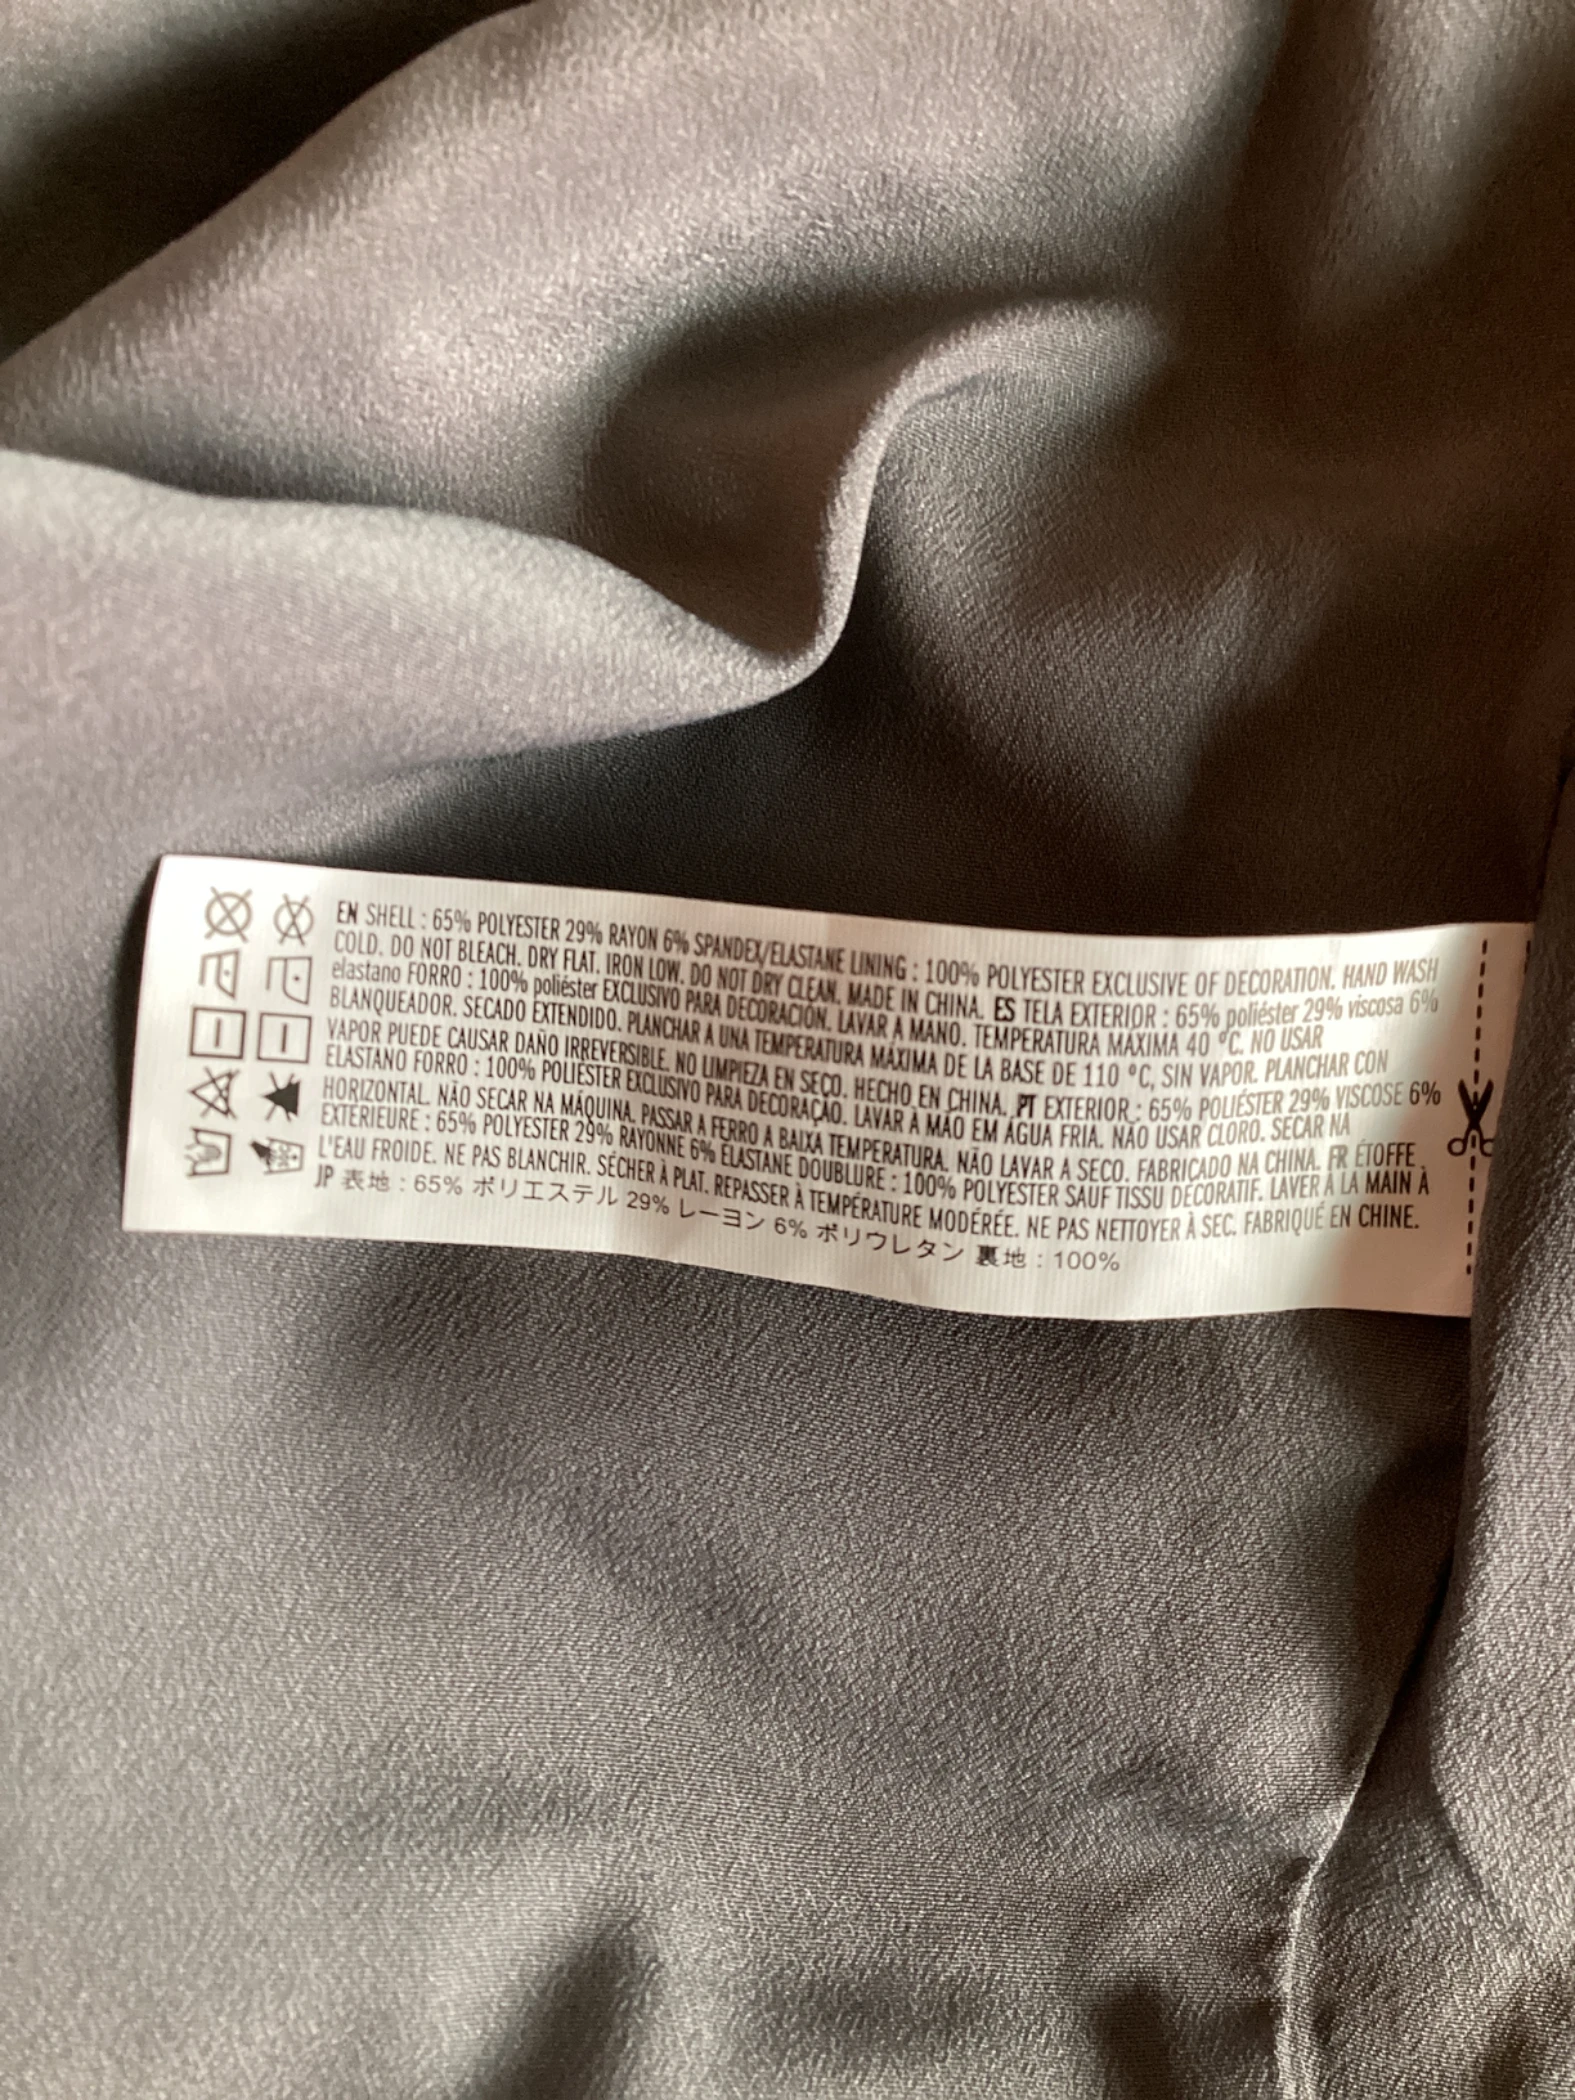 EN SHELL : 65% POLYESTER 29% RAYON 6% SPANDEX/ELASTANE LINING : 100% POLYESTER EXCLUSIVE OF DECORATION. HAND WASH
COLD. DO NOT BLEACH. DRY FLAT. IRON LOW. DO NOT DRY CLEAN. MADE IN CHINA. ES TELA EXTERIOR : 65% poliéster 29% viscosa 6%
elastano FORRO : 100% poliéster EXCLUSIVO PARA DECORACIÓN. LAVAR A MANO. TEMPERATURA MÁXIMA 40 °C. NO USAR
BLANQUEADOR. SECADO EXTENDIDO. PLANCHAR A UNA TEMPERATURA MÁXIMA DE LA BASE DE 110 °C, SIN VAPOR. PLANCHAR CON
VAPOR PUEDE CAUSAR DAÑO IRREVERSIBLE. NO LIMPIEZA EN SECO. HECHO EN CHINA. PT EXTERIOR : 65% POLIÉSTER 29% VISCOSE 6%
ELASTANO FORRO : 100% POLIÉSTER EXCLUSIVO PARA DECORAÇÃO. LAVAR À MÃO EM ÁGUA FRIA. NÃO USAR CLORO. SECAR NA
HORIZONTAL. NÃO SECAR NA MÁQUINA. PASSAR A FERRO A BAIXA TEMPERATURA. NÃO LAVAR A SECO. FABRICADO NA CHINA. FR ÉTOFFE
EXTÉRIEURE : 65% POLYESTER 29% RAYONNE 6% ÉLASTANE DOUBLURE : 100% POLYESTER SAUF TISSU DÉCORATIF. LAVER À LA MAIN À
L'EAU FROIDE. NE PAS BLANCHIR. SÉCHER À PLAT. REPASSER À TEMPÉRATURE MODÉRÉE. NE PAS NETTOYER À SEC. FABRIQUÉ EN CHINE.
JP 表地 : 65% ポリエステル 29% レーヨン 6% ポリウレタン 裏地 : 100%